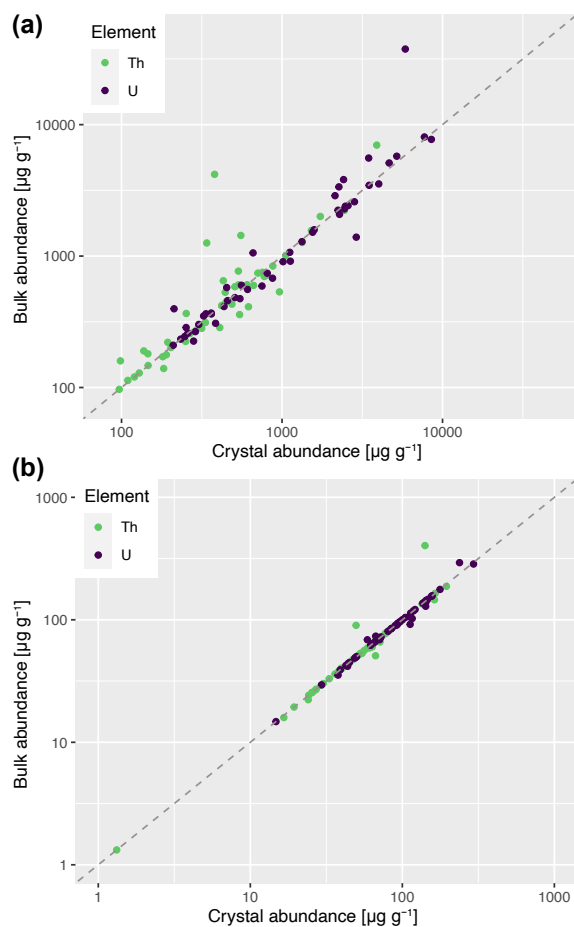 (a)
Element
Th
U
10000
1000
100
Bulk abundance [µg g⁻¹]
100
1000
10000
Crystal abundance [µg g⁻¹]
(b)
Element
Th
U
1000
100
10
1
Bulk abundance [µg g⁻¹]
1
10
100
1000
Crystal abundance [µg g⁻¹]